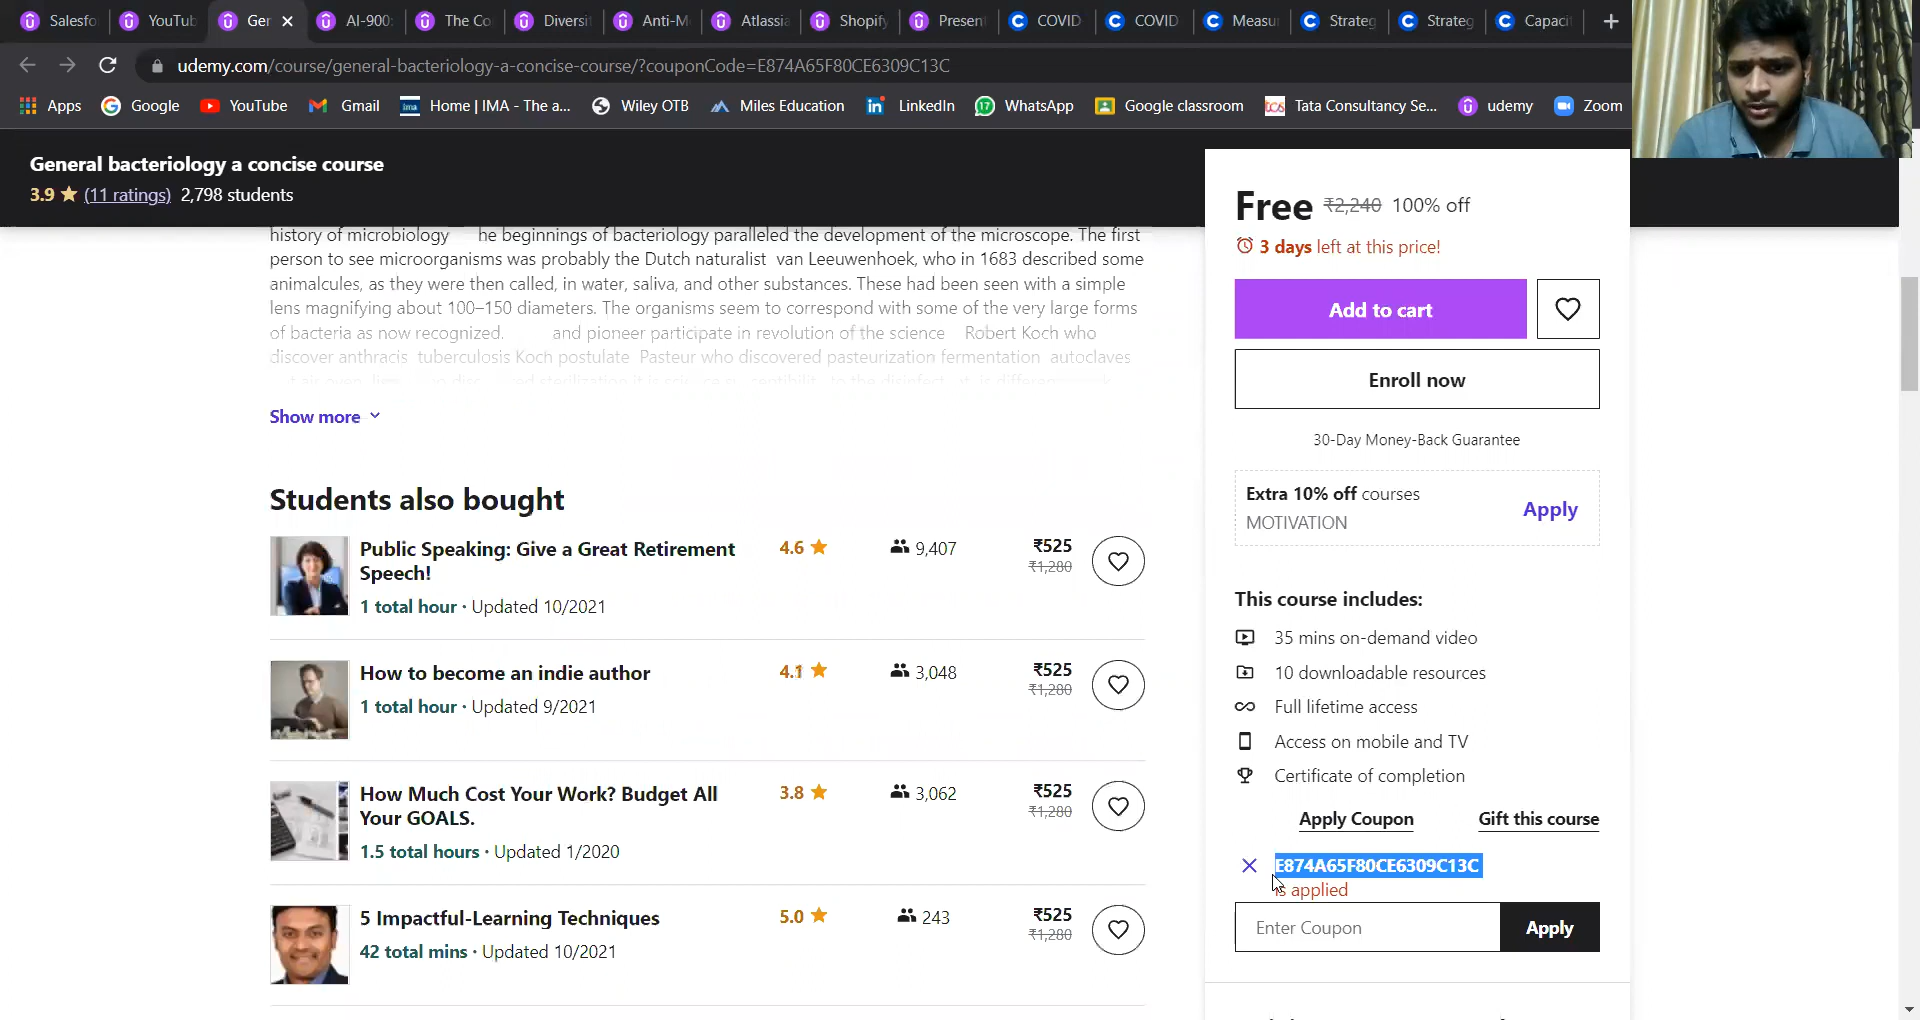 Salesfo
YouTub
Ger
AI-900:
The Co
Diversit
Anti-M
Atlassia
Shopify
Present
COVID
COVID
Measu
Strateg
Strateg
Capacit
udemy.com/course/general-bacteriology-a-concise-course/?couponCode=E874A65F80CE6309C13C
Apps
Google
YouTube
Gmail
Home | IMA - The a...
Wiley OTB
Miles Education
LinkedIn
WhatsApp
Google classroom
Tata Consultancy Se...
udemy
Zoom
General bacteriology a concise course
3.9 (11 ratings) 2,798 students
history of microbiology he beginnings of bacteriology paralleled the development of the microscope. The first
person to see microorganisms was probably the Dutch naturalist van Leeuwenhoek, who in 1683 described some
animalcules, as they were then called, in water, saliva, and other substances. These had been seen with a simple
lens magnifying about 100–150 diameters. The organisms seem to correspond with some of the very large forms
of bacteria as now recognized. and pioneer participate in revolution of the science Robert Koch who
discover anthracis tuberculosis Koch postulate Pasteur who discovered pasteurization fermentation autoclaves
Show more
Students also bought
Public Speaking: Give a Great Retirement
Speech!
4.6
9,407
₹525
₹1,280
1 total hour · Updated 10/2021
How to become an indie author
4.1
3,048
₹525
₹1,280
1 total hour · Updated 9/2021
How Much Cost Your Work? Budget All
Your GOALS.
3.8
3,062
₹525
₹1,280
1.5 total hours · Updated 1/2020
5 Impactful-Learning Techniques
5.0
243
₹525
₹1,280
42 total mins · Updated 10/2021
Free ₹2,240 100% off
3 days left at this price!
Add to cart
Enroll now
30-Day Money-Back Guarantee
Extra 10% off courses
MOTIVATION
Apply
This course includes:
35 mins on-demand video
10 downloadable resources
Full lifetime access
Access on mobile and TV
Certificate of completion
Apply Coupon
Gift this course
E874A65F80CE6309C13C
is applied
Enter Coupon
Apply